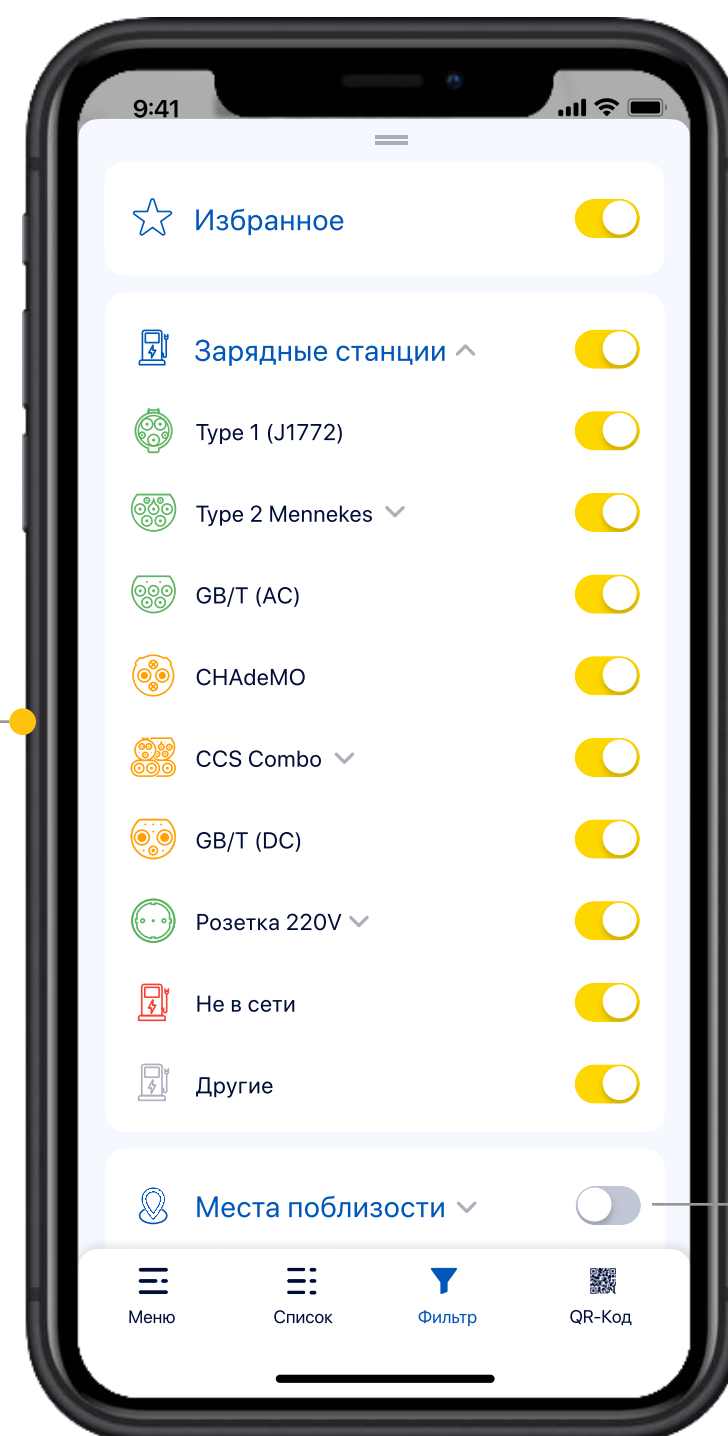 9:41
Избранное
Зарядные станции
Type 1 (J1772)
Type 2 Mennekes
GB/T (AC)
CHAdeMO
CCS Combo
GB/T (DC)
Розетка 220V
Не в сети
Другие
Места поблизости
Меню
Список
Фильтр
QR-Код